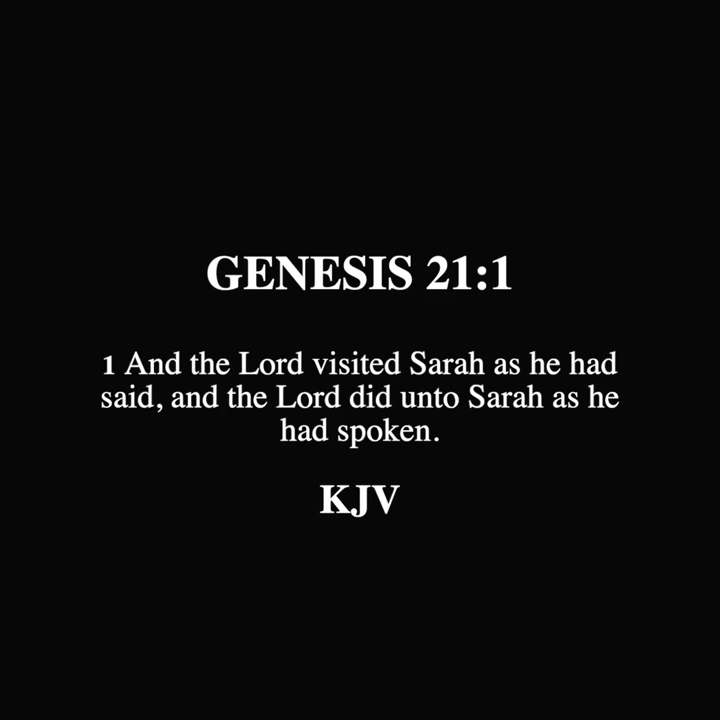 GENESIS 21:1
1 And the Lord visited Sarah as he had
said, and the Lord did unto Sarah as he
had spoken.
KJV